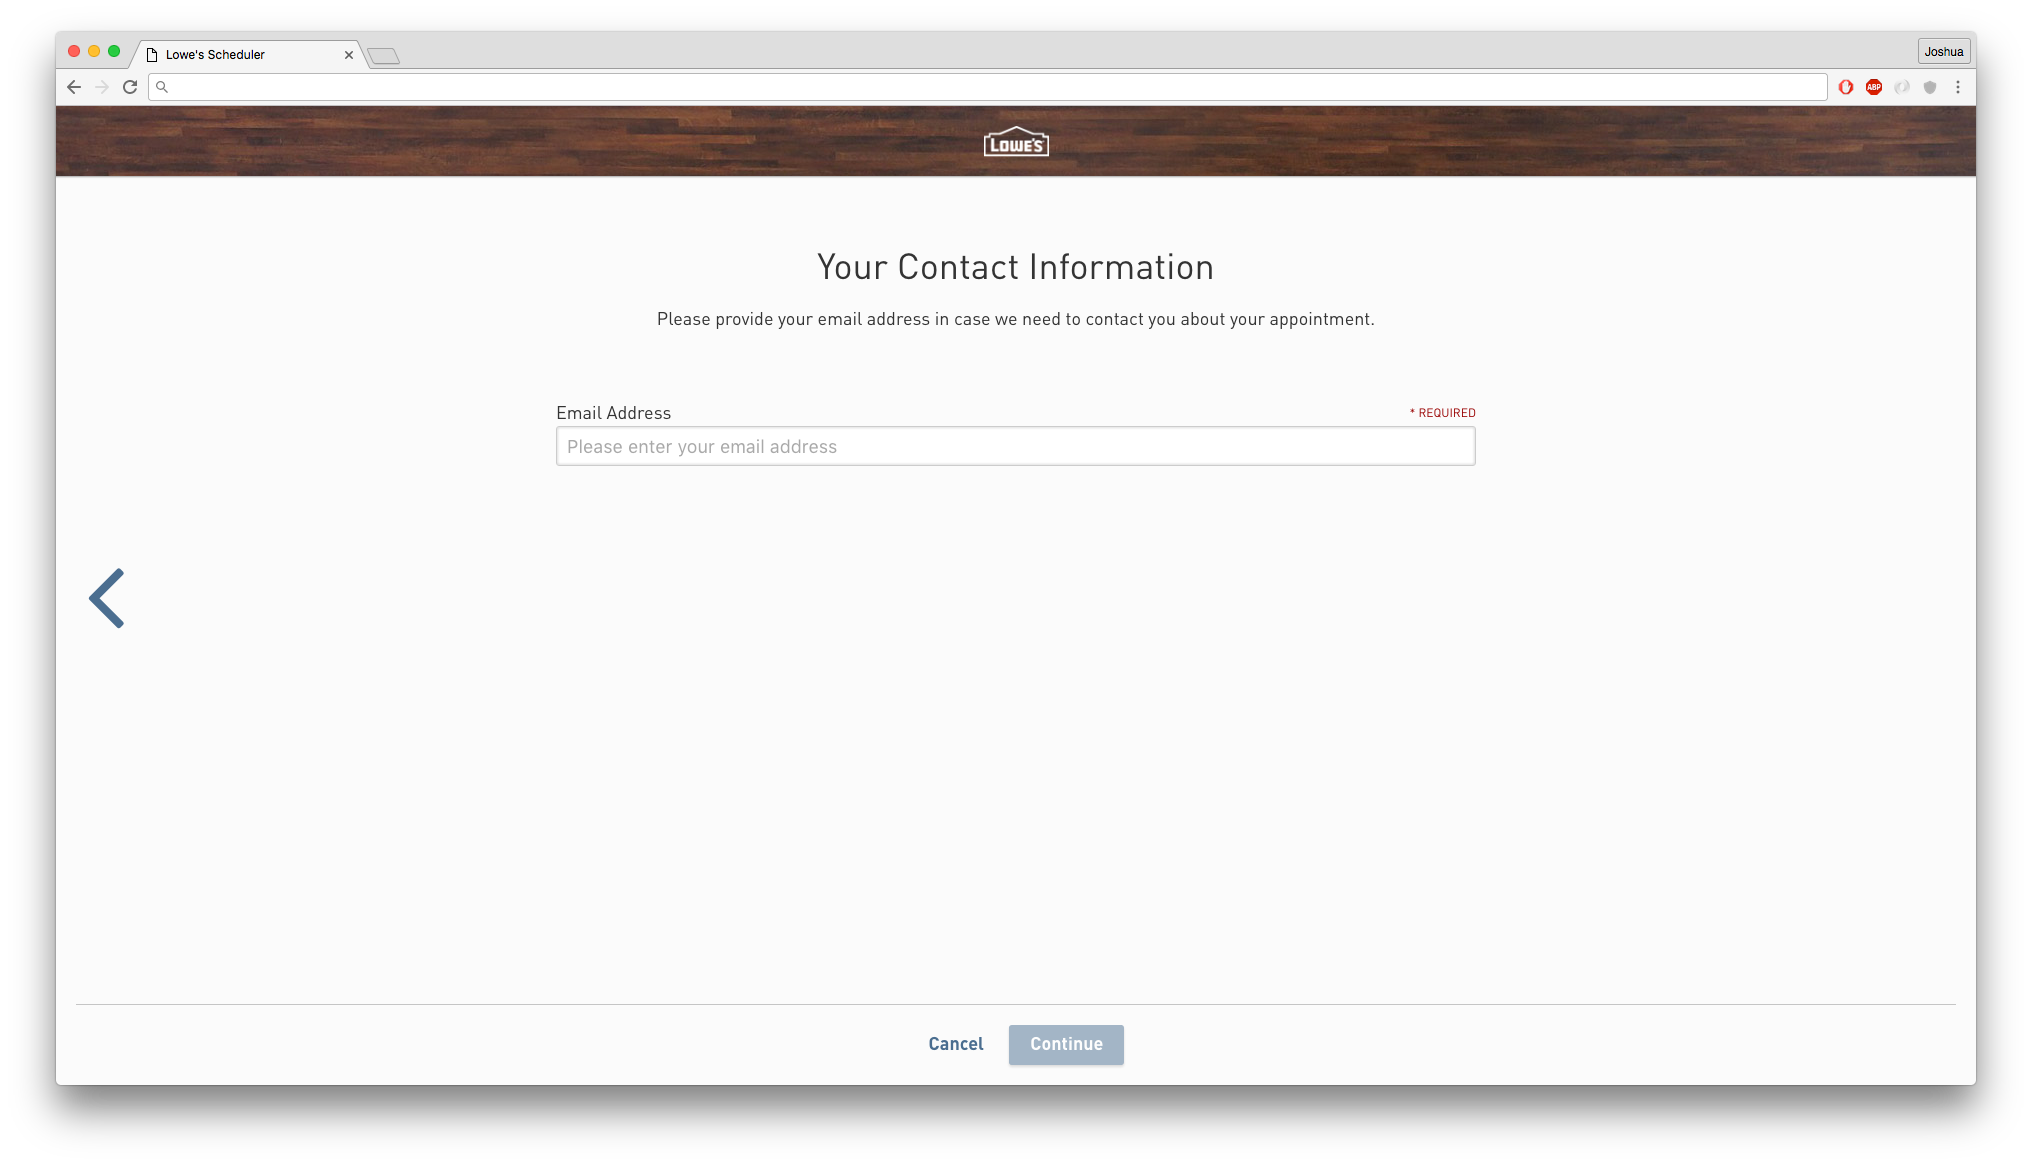 Lowe's Scheduler
Joshua
ABP
LOWE'S
Your Contact Information
Please provide your email address in case we need to contact you about your appointment.
Email Address
* REQUIRED
Please enter your email address
Cancel
Continue